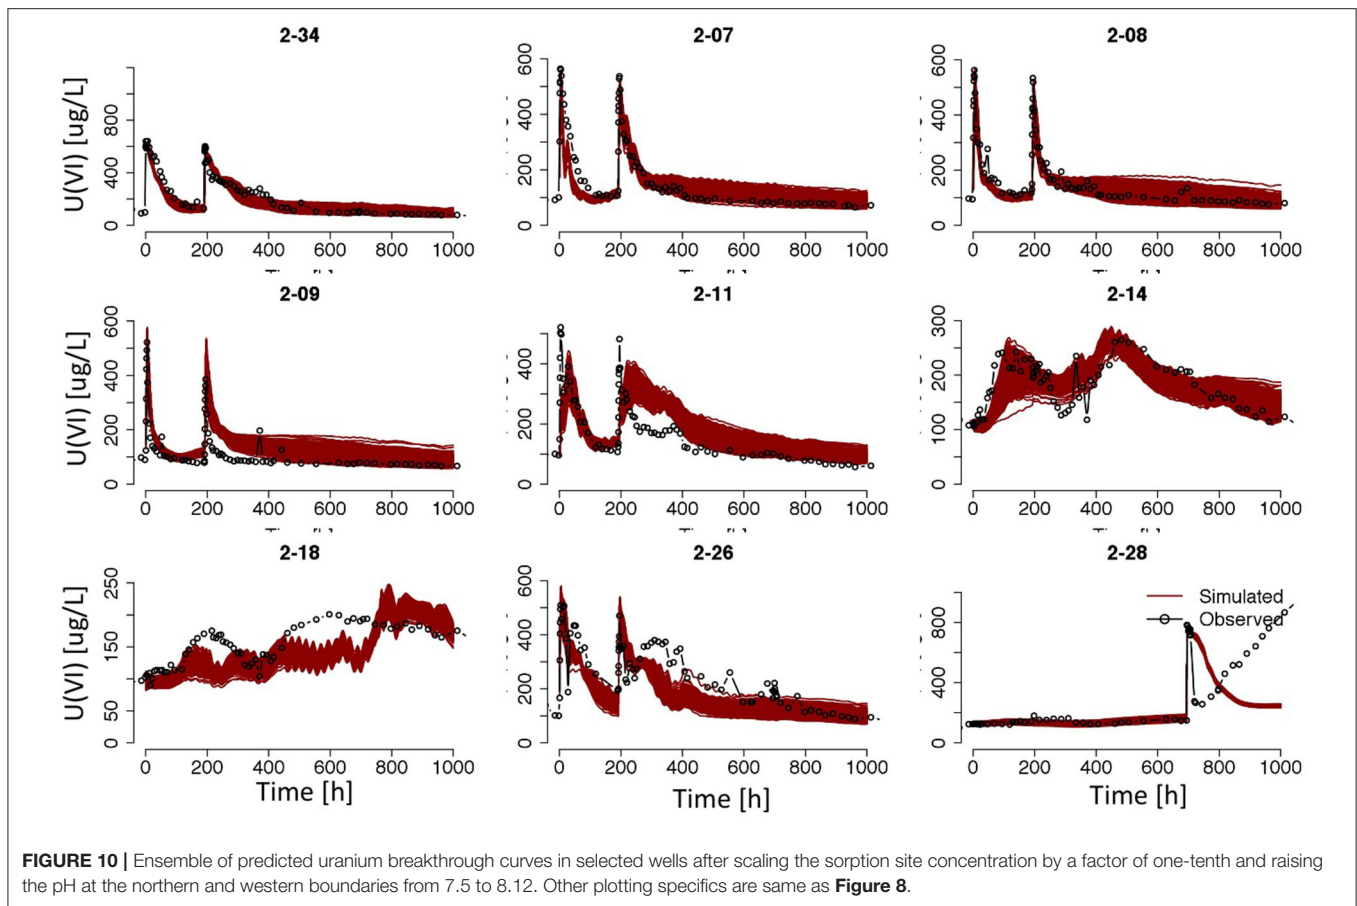 2-34
2-07
2-08
U(VI) [ug/L]
800
400
0
600
400
200
0
600
400
200
0
0 200 400 600 800 1000
0 200 400 600 800 1000
0 200 400 600 800 1000
2-09
2-11
2-14
U(VI) [ug/L]
600
400
200
0
400
200
0
300
200
100
0
0 200 400 600 800 1000
0 200 400 600 800 1000
0 200 400 600 800 1000
2-18
2-26
2-28
U(VI) [ug/L]
250
150
50
0
600
400
200
0
800
400
0
Simulated
Observed
0 200 400 600 800 1000
0 200 400 600 800 1000
0 200 400 600 800 1000
Time [h]
Time [h]
Time [h]
FIGURE 10 | Ensemble of predicted uranium breakthrough curves in selected wells after scaling the sorption site concentration by a factor of one-tenth and raising
the pH at the northern and western boundaries from 7.5 to 8.12. Other plotting specifics are same as Figure 8.